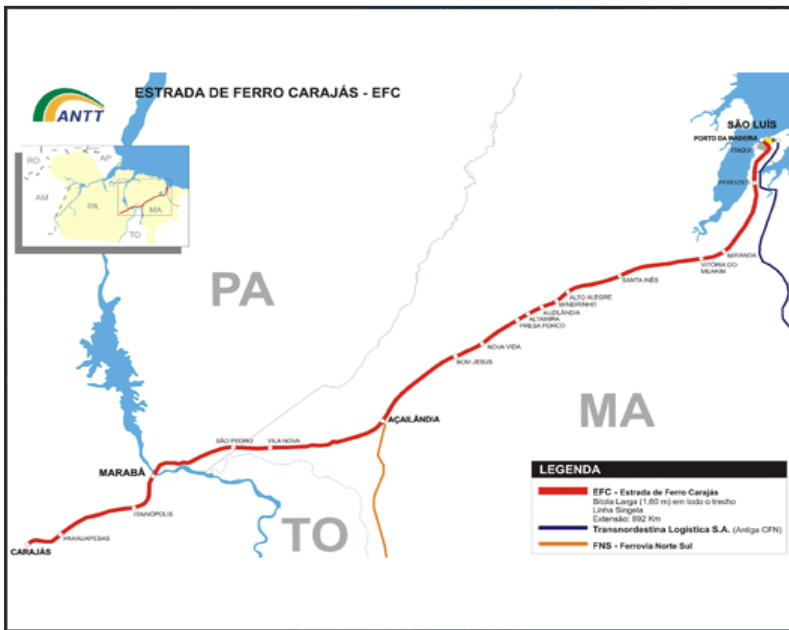 ESTRADA DE FERRO CARAJÁS - EFC
ANTT
RO
AP
AM
PA
MA
TO
SÃO LUÍS
PORTO DA MADEIRA
ITAQUI
PERIZES
MIRANDA
VITÓRIA DO
MEARIM
SANTA INÊS
ALTO ALEGRE
MINEIRINHO
AUZILÂNDIA
ALTAMIRA
PRESA PORCO
NOVA VIDA
BOM JESUS
AÇAILÂNDIA
PA
MA
SÃO PEDRO
VILA NOVA
MARABÁ
ITAINÓPOLIS
TO
PARAUAPEBAS
CARAJÁS
LEGENDA
EFC - Estrada de Ferro Carajás
Bitola Larga (1,60 m) em todo o trecho
Linha Singela
Extensão: 892 Km
Transnordestina Logística S.A. (Antiga CFN)
FNS - Ferrovia Norte Sul